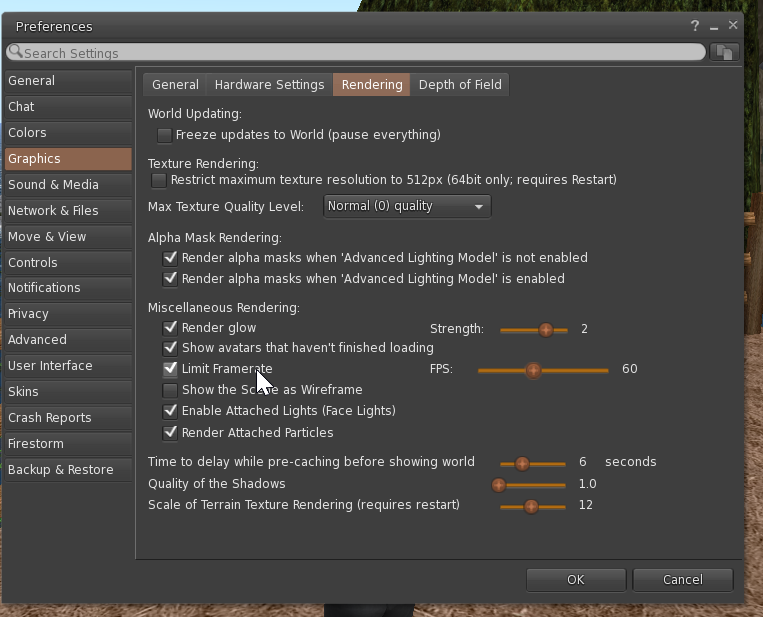 Preferences
?
Search Settings
General
Chat
Colors
Graphics
Sound & Media
Network & Files
Move & View
Controls
Notifications
Privacy
Advanced
User Interface
Skins
Crash Reports
Firestorm
Backup & Restore
General Hardware Settings Rendering Depth of Field
World Updating:
Freeze updates to World (pause everything)
Texture Rendering:
Restrict maximum texture resolution to 512px (64bit only; requires Restart)
Max Texture Quality Level: Normal (0) quality
Alpha Mask Rendering:
Render alpha masks when 'Advanced Lighting Model' is not enabled
Render alpha masks when 'Advanced Lighting Model' is enabled
Miscellaneous Rendering:
Render glow Strength: 2
Show avatars that haven't finished loading
Limit Framerate FPS: 60
Show the Scene as Wireframe
Enable Attached Lights (Face Lights)
Render Attached Particles
Time to delay while pre-caching before showing world 6 seconds
Quality of the Shadows 1.0
Scale of Terrain Texture Rendering (requires restart) 12
OK Cancel